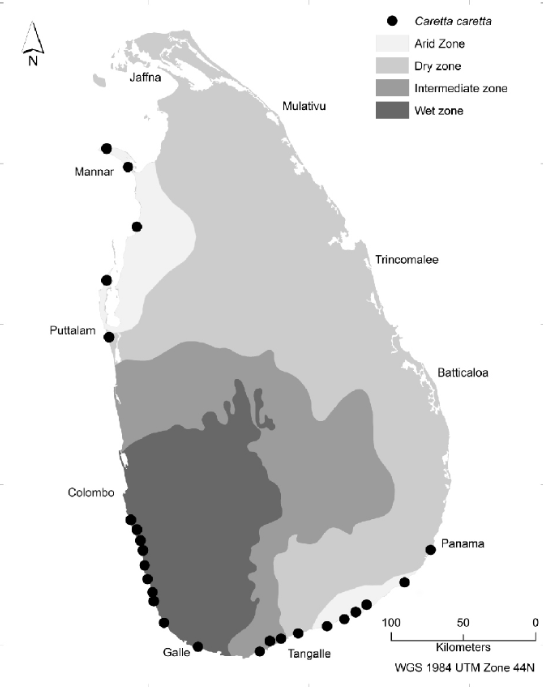 Caretta caretta
Arid Zone
Dry zone
Intermediate zone
Wet zone
N
Jaffna
Mulativu
Mannar
Trincomalee
Puttalam
Batticaloa
Colombo
Panama
Galle
Tangalle
100 50 0
Kilometers
WGS 1984 UTM Zone 44N